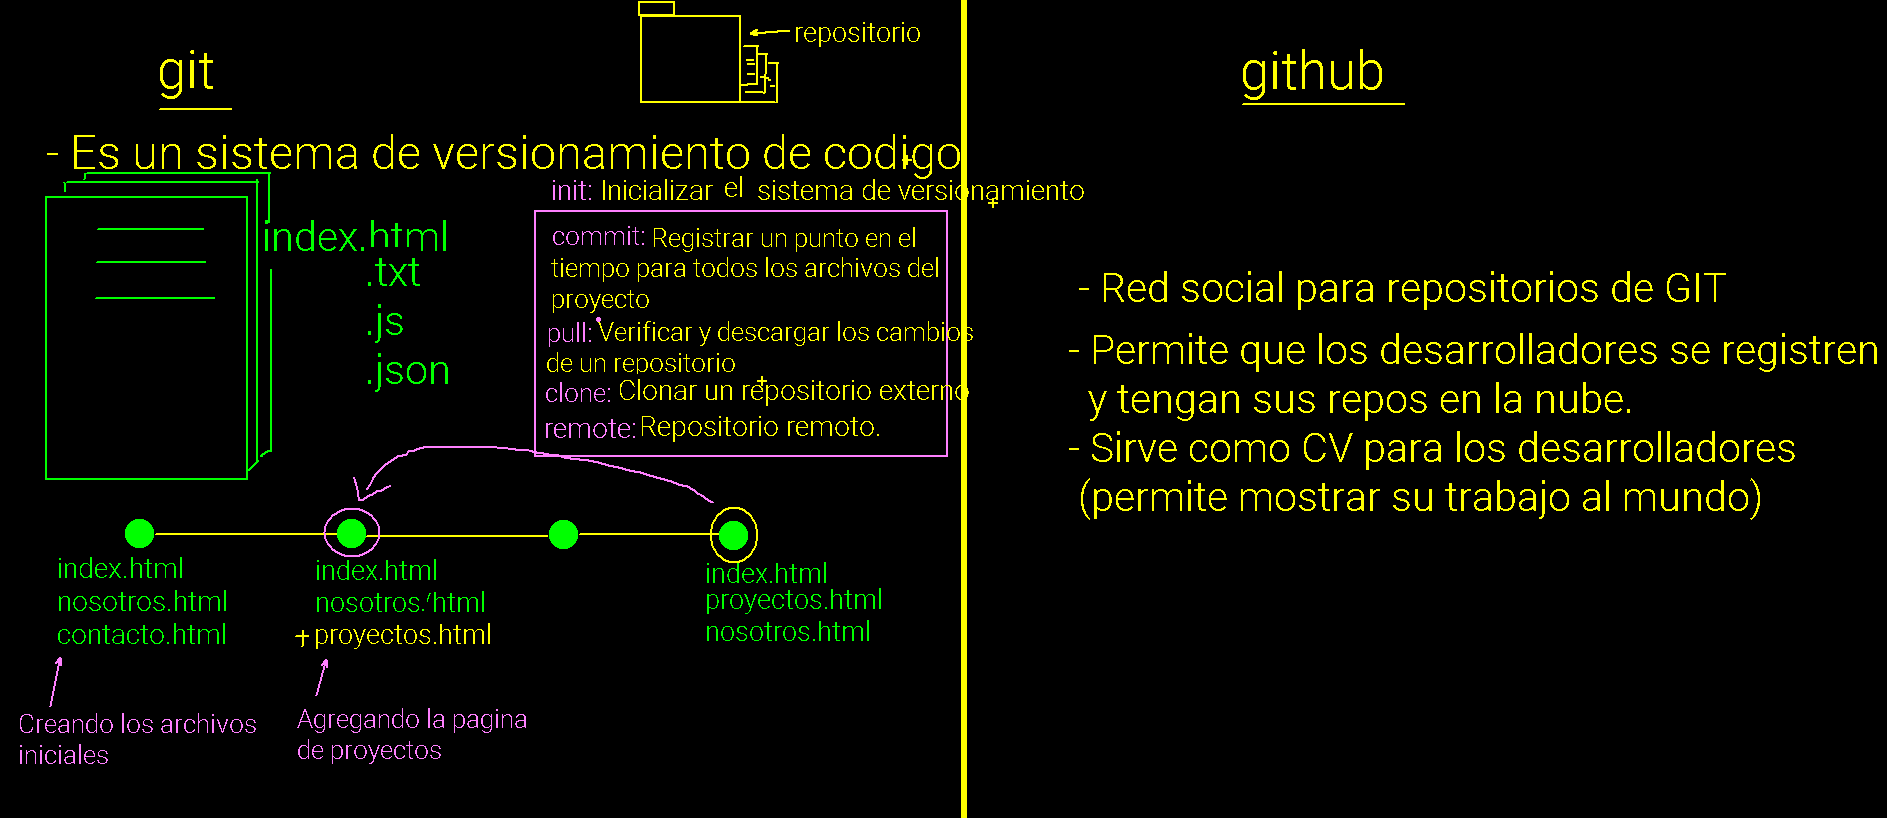 git
repositorio
- Es un sistema de versionamiento de codigo
init: Inicializar el sistema de versionamiento
index.html
.txt
.js
.json
commit: Registrar un punto en el
tiempo para todos los archivos del
proyecto
pull: Verificar y descargar los cambios
de un repositorio
clone: Clonar un repositorio externo
remote: Repositorio remoto.
index.html
nosotros.html
contacto.html
Creando los archivos
iniciales
index.html
nosotros.html
+ proyectos.html
Agregando la pagina
de proyectos
index.html
proyectos.html
nosotros.html
github
- Red social para repositorios de GIT
- Permite que los desarrolladores se registren
y tengan sus repos en la nube.
- Sirve como CV para los desarrolladores
(permite mostrar su trabajo al mundo)